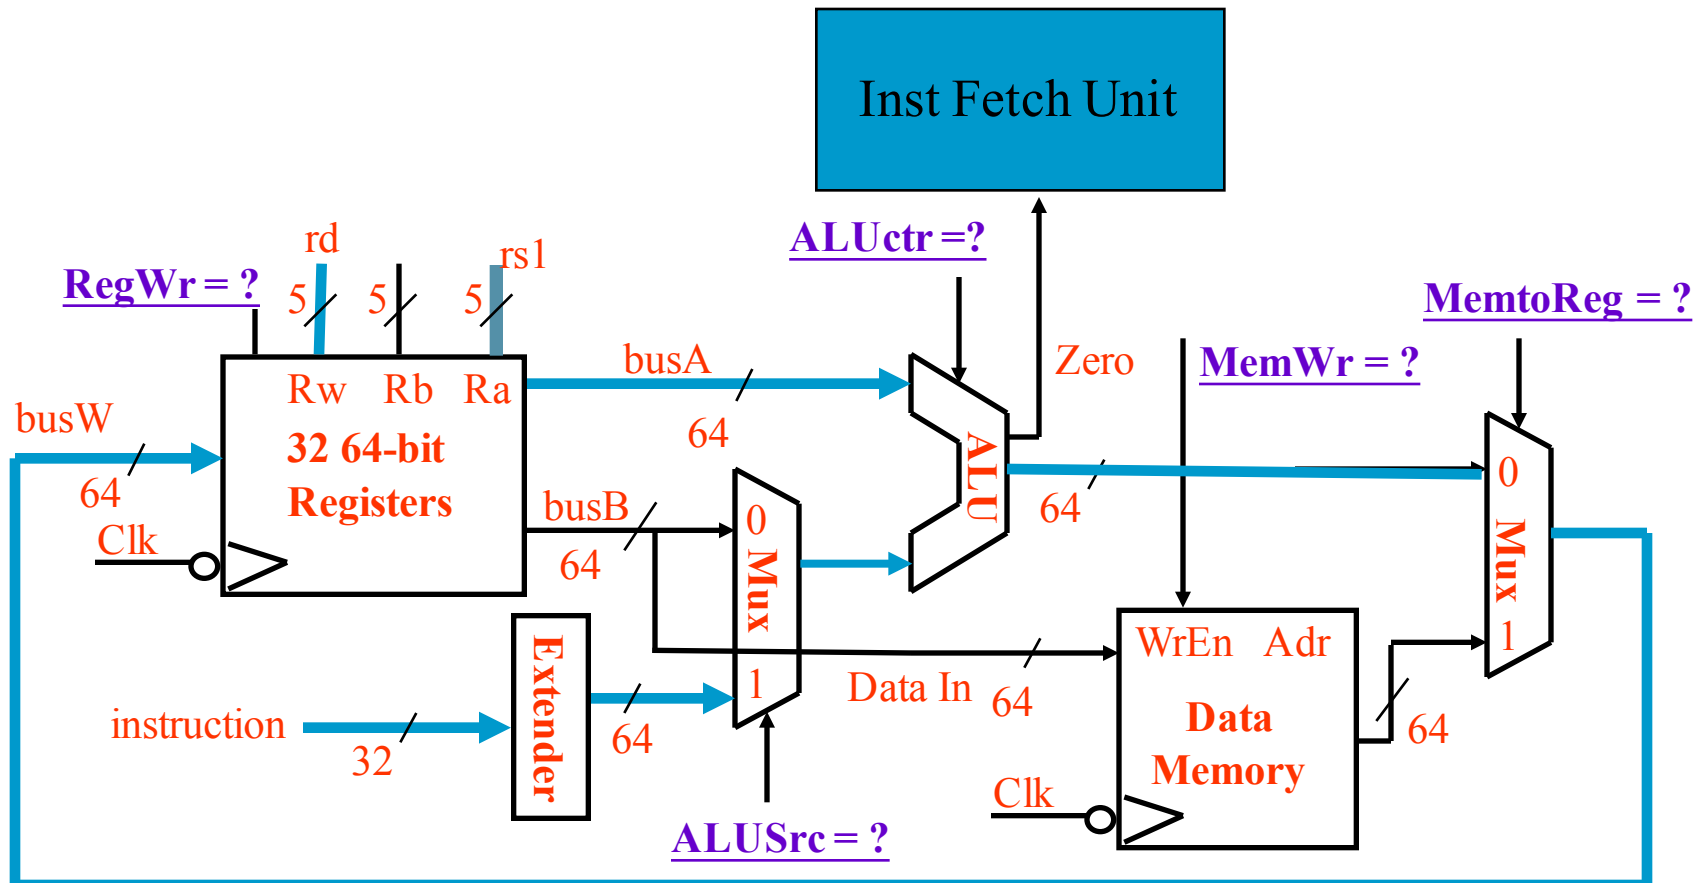 Inst Fetch Unit
rd
rs1
ALUctr =?
RegWr = ?
5
5
5
MemtoReg = ?
busA
Zero
MemWr = ?
Rw
Rb
Ra
busW
64
32 64-bit
Registers
ALU
64
64
0
busB
0
64
Clk
64
Mux
Mux
Extender
1
WrEn
Adr
1
Data In
64
instruction
32
64
Data
Memory
64
Clk
ALUSrc = ?